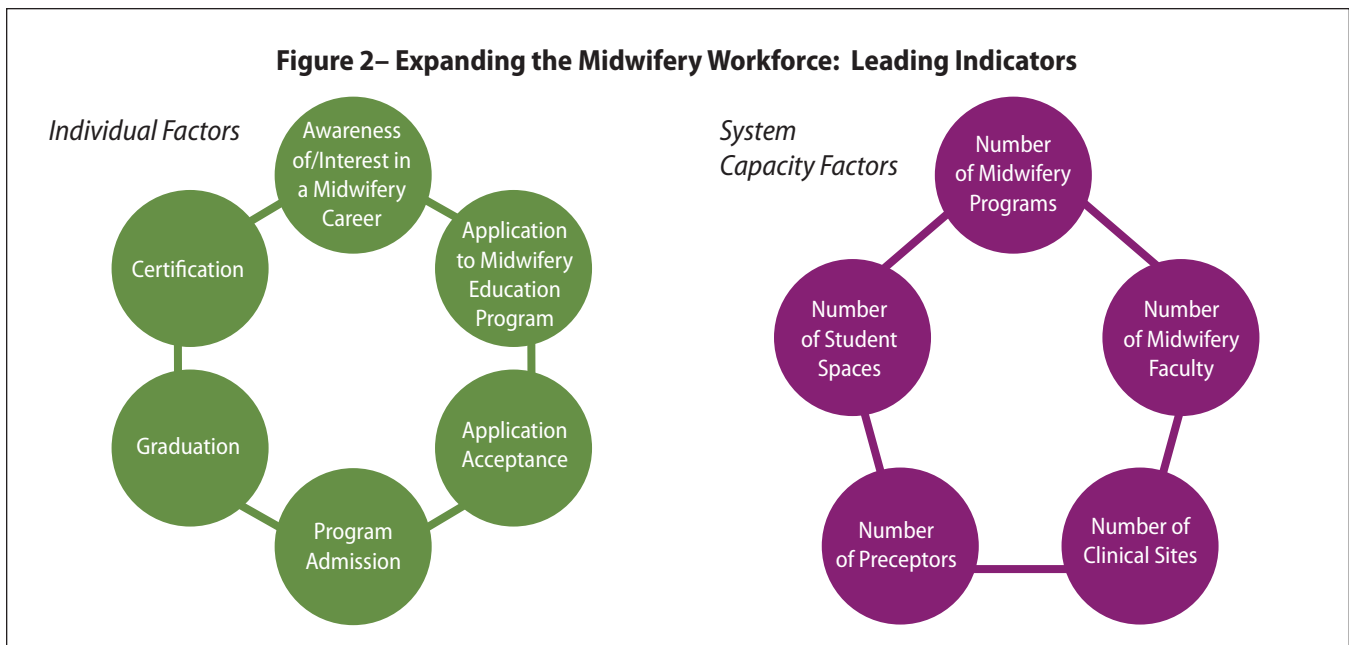 Figure 2– Expanding the Midwifery Workforce: Leading Indicators
Individual Factors
Awareness
of/Interest in
a Midwifery
Career
Application
to Midwifery
Education
Program
Application
Acceptance
Program
Admission
Graduation
Certification
System
Capacity Factors
Number
of Midwifery
Programs
Number
of Midwifery
Faculty
Number of
Clinical Sites
Number
of Preceptors
Number
of Student
Spaces